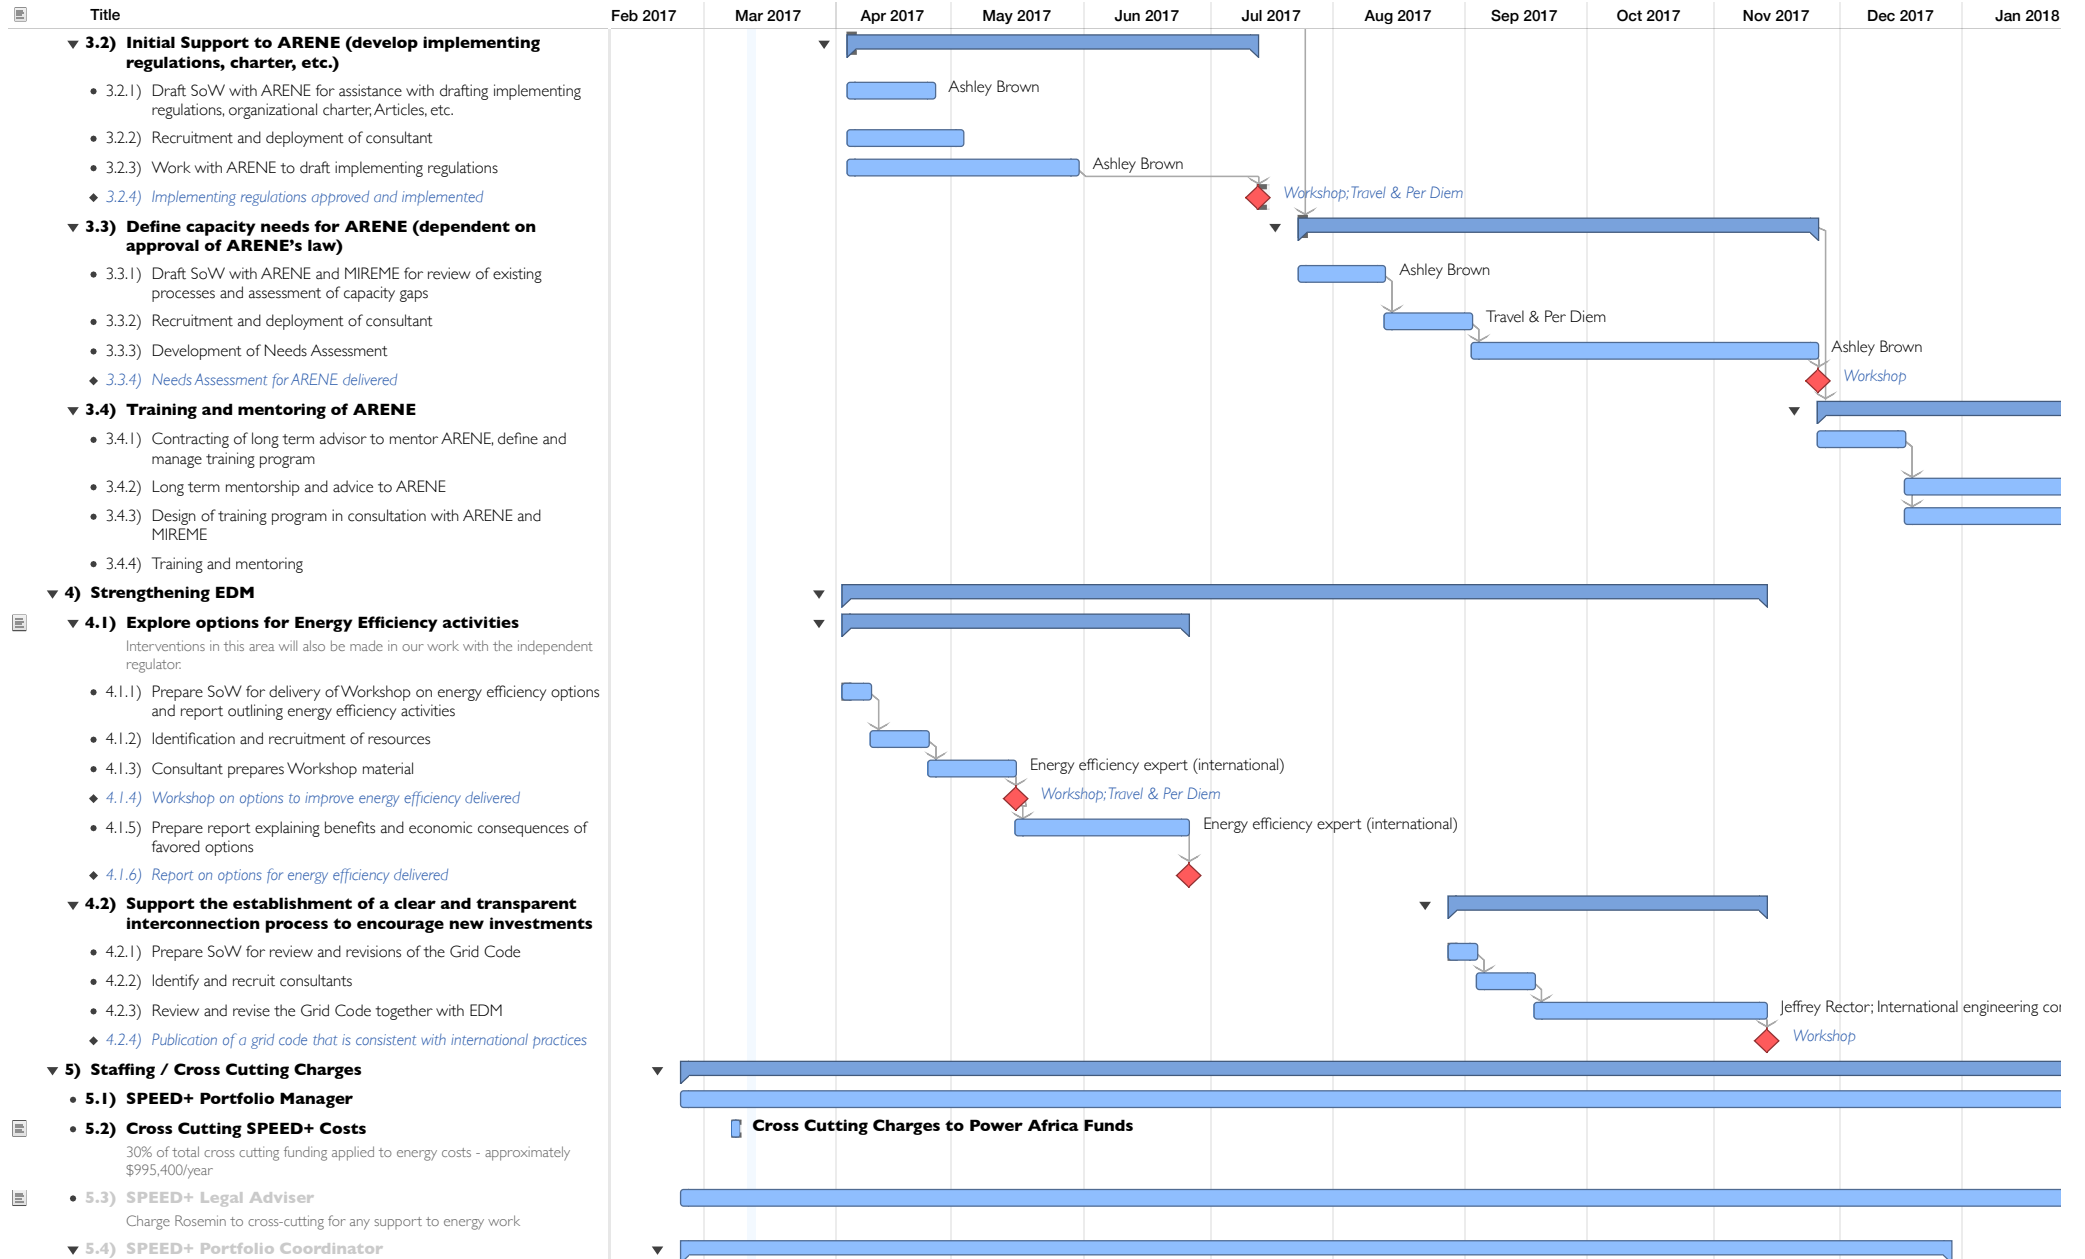 Title Feb 2017 Mar 2017 Apr 2017 May 2017 Jun 2017 Jul 2017 Aug 2017 Sep 2017 Oct 2017 Nov 2017 Dec 2017 Jan 2018
3.2) Initial Support to ARENE (develop implementing
regulations, charter, etc.)
3.2.1) Draft SoW with ARENE for assistance with drafting implementing
regulations, organizational charter, Articles, etc.
Ashley Brown
3.2.2) Recruitment and deployment of consultant
3.2.3) Work with ARENE to draft implementing regulations
Ashley Brown
3.2.4) Implementing regulations approved and implemented
Workshop; Travel & Per Diem
3.3) Define capacity needs for ARENE (dependent on
approval of ARENE's law)
3.3.1) Draft SoW with ARENE and MIREME for review of existing
processes and assessment of capacity gaps
Ashley Brown
3.3.2) Recruitment and deployment of consultant
Travel & Per Diem
3.3.3) Development of Needs Assessment
Ashley Brown
3.3.4) Needs Assessment for ARENE delivered
Workshop
3.4) Training and mentoring of ARENE
3.4.1) Contracting of long term advisor to mentor ARENE, define and
manage training program
3.4.2) Long term mentorship and advice to ARENE
3.4.3) Design of training program in consultation with ARENE and
MIREME
3.4.4) Training and mentoring
4) Strengthening EDM
4.1) Explore options for Energy Efficiency activities
Interventions in this area will also be made in our work with the independent
regulator.
4.1.1) Prepare SoW for delivery of Workshop on energy efficiency options
and report outlining energy efficiency activities
4.1.2) Identification and recruitment of resources
4.1.3) Consultant prepares Workshop material
Energy efficiency expert (international)
4.1.4) Workshop on options to improve energy efficiency delivered
Workshop; Travel & Per Diem
4.1.5) Prepare report explaining benefits and economic consequences of
favored options
Energy efficiency expert (international)
4.1.6) Report on options for energy efficiency delivered
4.2) Support the establishment of a clear and transparent
interconnection process to encourage new investments
4.2.1) Prepare SoW for review and revisions of the Grid Code
4.2.2) Identify and recruit consultants
4.2.3) Review and revise the Grid Code together with EDM
Jeffrey Rector; International engineering
4.2.4) Publication of a grid code that is consistent with international practices
Workshop
5) Staffing / Cross Cutting Charges
5.1) SPEED+ Portfolio Manager
5.2) Cross Cutting SPEED+ Costs
Cross Cutting Charges to Power Africa Funds
30% of total cross cutting funding applied to energy costs - approximately
$995,400/year
5.3) SPEED+ Legal Adviser
Charge Rosemin to cross-cutting for any support to energy work
5.4) SPEED+ Portfolio Coordinator